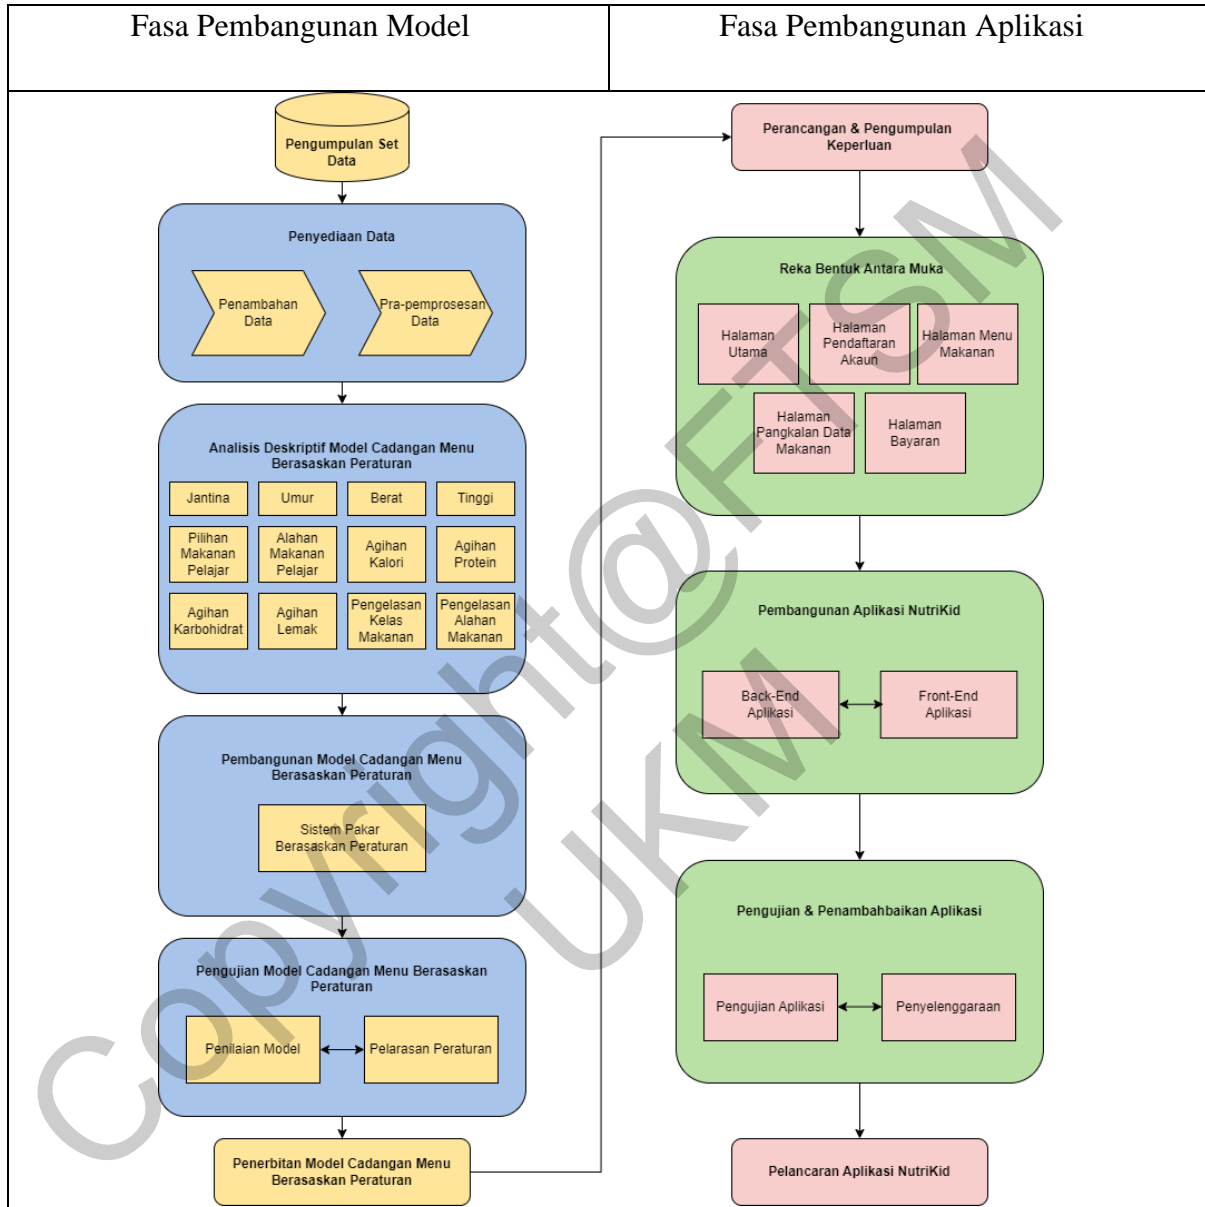 Fasa Pembangunan Model
Fasa Pembangunan Aplikasi
Pengumpulan Set
Data
Penyediaan Data
Penambahan
Data
Pra-pemprosesan
Data
Analisis Deskriptif Model Cadangan Menu
Berasaskan Peraturan
Jantina
Umur
Berat
Tinggi
Pilihan
Makanan
Pelajar
Alahan
Makanan
Pelajar
Agihan
Kalori
Agihan
Protein
Agihan
Karbohidrat
Agihan
Lemak
Pengelasan
Kelas
Makanan
Pengelasan
Alahan
Makanan
Pembangunan Model Cadangan Menu
Berasaskan Peraturan
Sistem Pakar
Berasaskan Peraturan
Pengujian Model Cadangan Menu Berasaskan
Peraturan
Penilaian Model
Pelarasan Peraturan
Penerbitan Model Cadangan Menu
Berasaskan Peraturan
Perancangan & Pengumpulan
Keperluan
Reka Bentuk Antara Muka
Halaman
Utama
Halaman
Pendaftaran
Akaun
Halaman Menu
Makanan
Halaman
Pangkalan Data
Makanan
Halaman
Bayaran
Pembangunan Aplikasi NutriKid
Back-End
Aplikasi
Front-End
Aplikasi
Pengujian & Penambahbaikan Aplikasi
Pengujian Aplikasi
Penyelenggaraan
Pelancaran Aplikasi NutriKid
Copyright@FTSM
UKM